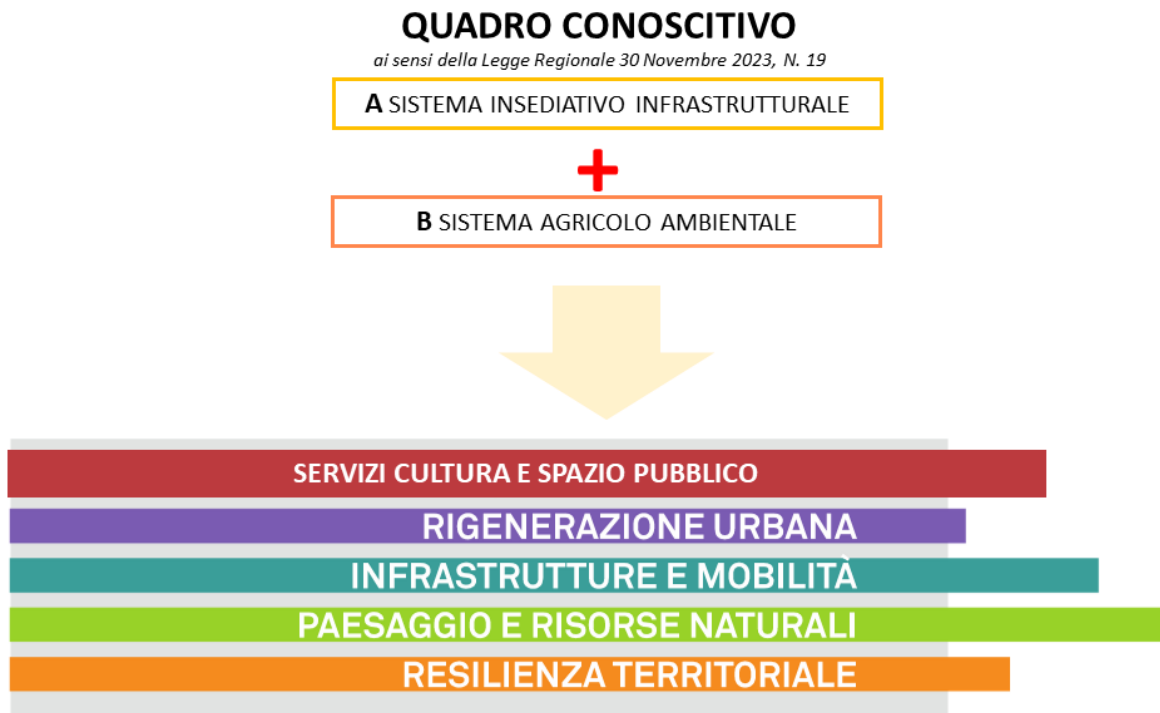 QUADRO CONOSCITIVO
ai sensi della Legge Regionale 30 Novembre 2023, N. 19
A SISTEMA INSEDIATIVO INFRASTRUTTURALE
+
B SISTEMA AGRICOLO AMBIENTALE
SERVIZI CULTURA E SPAZIO PUBBLICO
RIGENERAZIONE URBANA
INFRASTRUTTURE E MOBILITÀ
PAESAGGIO E RISORSE NATURALI
RESILIENZA TERRITORIALE